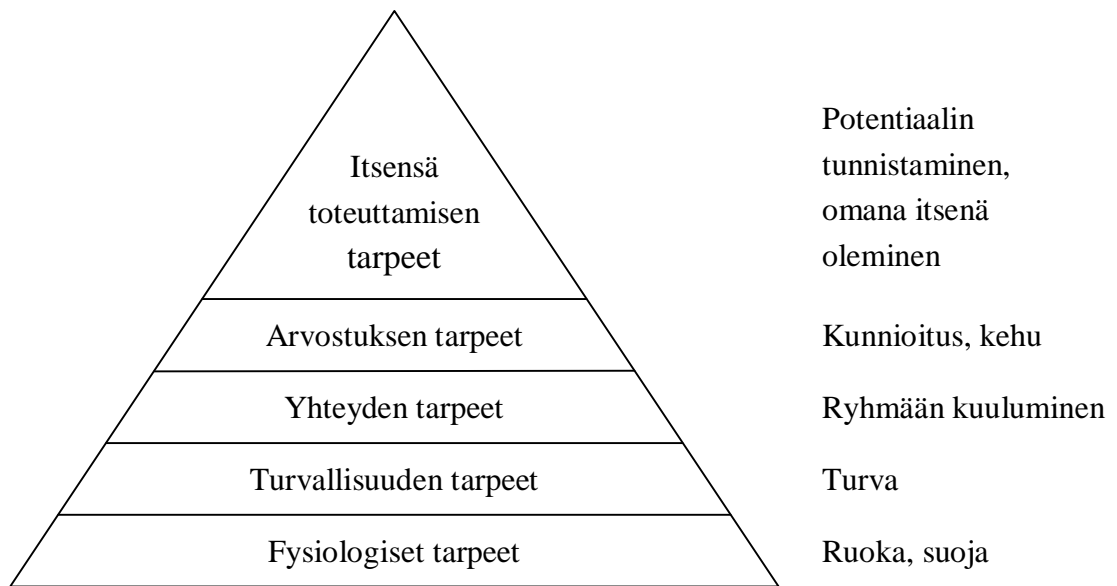 Itsensä
toteuttamisen
tarpeet
Potentiaalin
tunnistaminen,
omana itsenä
oleminen
Arvostuksen tarpeet
Kunnioitus, kehu
Yhteyden tarpeet
Ryhmään kuuluminen
Turvallisuuden tarpeet
Turva
Fysiologiset tarpeet
Ruoka, suoja